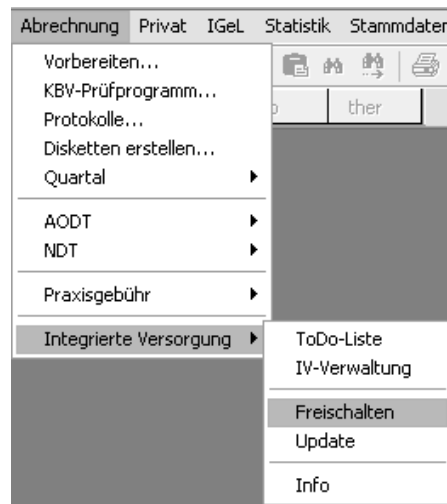 Abrechnung Privat IGeL Statistik Stammdaten
Vorbereiten...
KBV-Prüfprogramm...
Protokolle...
Disketten erstellen...
Quartal
ther
AODT
NDT
Praxisgebühr
Integrierte Versorgung
ToDo-Liste
IV-Verwaltung
Freischalten
Update
Info